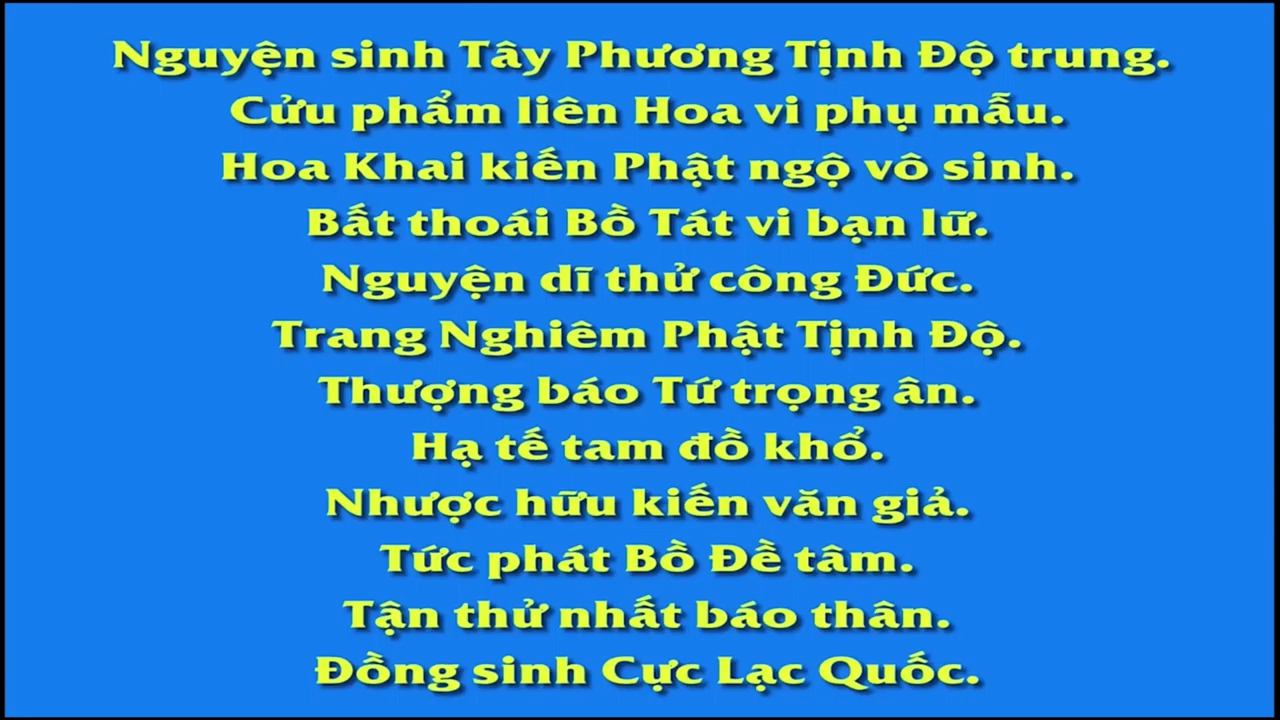 Nguyện sinh Tây Phương Tịnh Độ trung.
Cửu phẩm liên Hoa vi phụ mẫu.
Hoa Khai kiến Phật ngộ vô sinh.
Bất thoái Bồ Tát vi bạn lữ.
Nguyện dĩ thử công Đức.
Trang Nghiêm Phật Tịnh Độ.
Thượng báo Tứ trọng ân.
Hạ tế tam đồ khổ.
Nhược hữu kiến văn giả.
Tức phát Bồ Đề tâm.
Tận thử nhất báo thân.
Đồng sinh Cực Lạc Quốc.